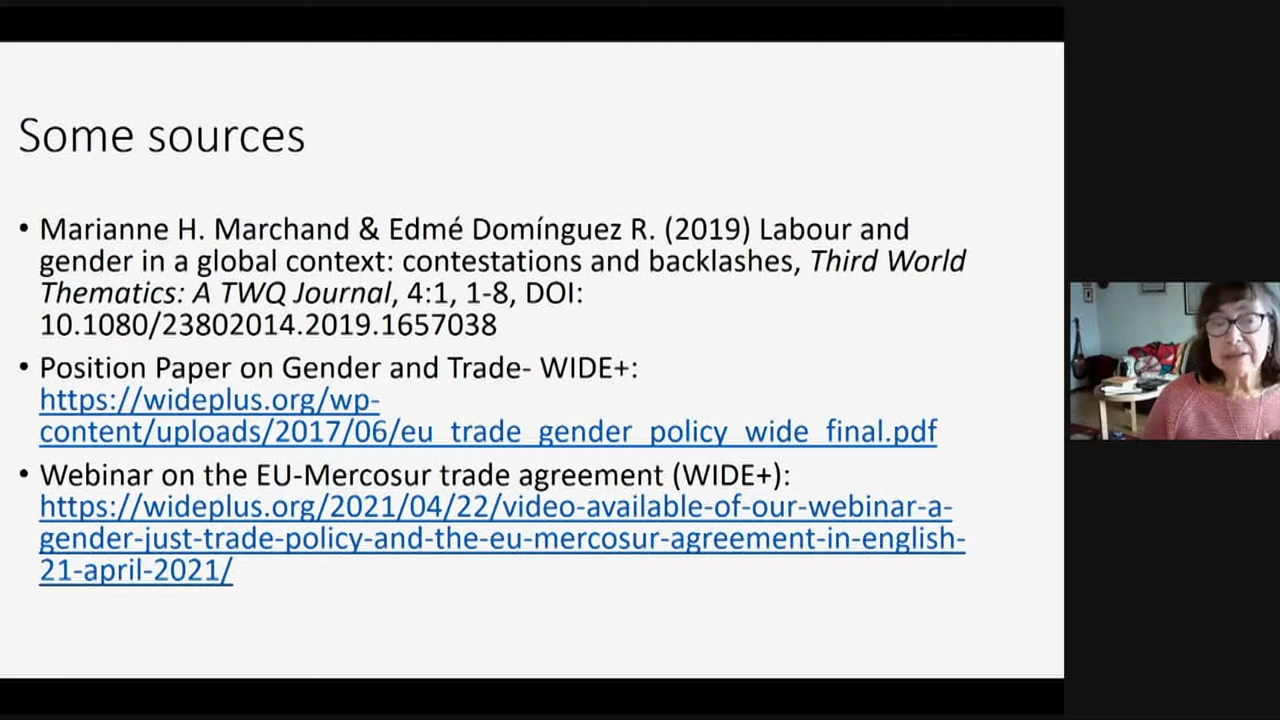 Some sources
• Marianne H. Marchand & Edmé Domínguez R. (2019) Labour and
gender in a global context: contestations and backlashes, Third World
Thematics: A TWQ Journal, 4:1, 1-8, DOI:
10.1080/23802014.2019.1657038
• Position Paper on Gender and Trade- WIDE+:
https://wideplus.org/wp-
content/uploads/2017/06/eu_trade_gender_policy_wide_final.pdf
• Webinar on the EU-Mercosur trade agreement (WIDE+):
https://wideplus.org/2021/04/22/video-available-of-our-webinar-a-
gender-just-trade-policy-and-the-eu-mercosur-agreement-in-english-
21-april-2021/